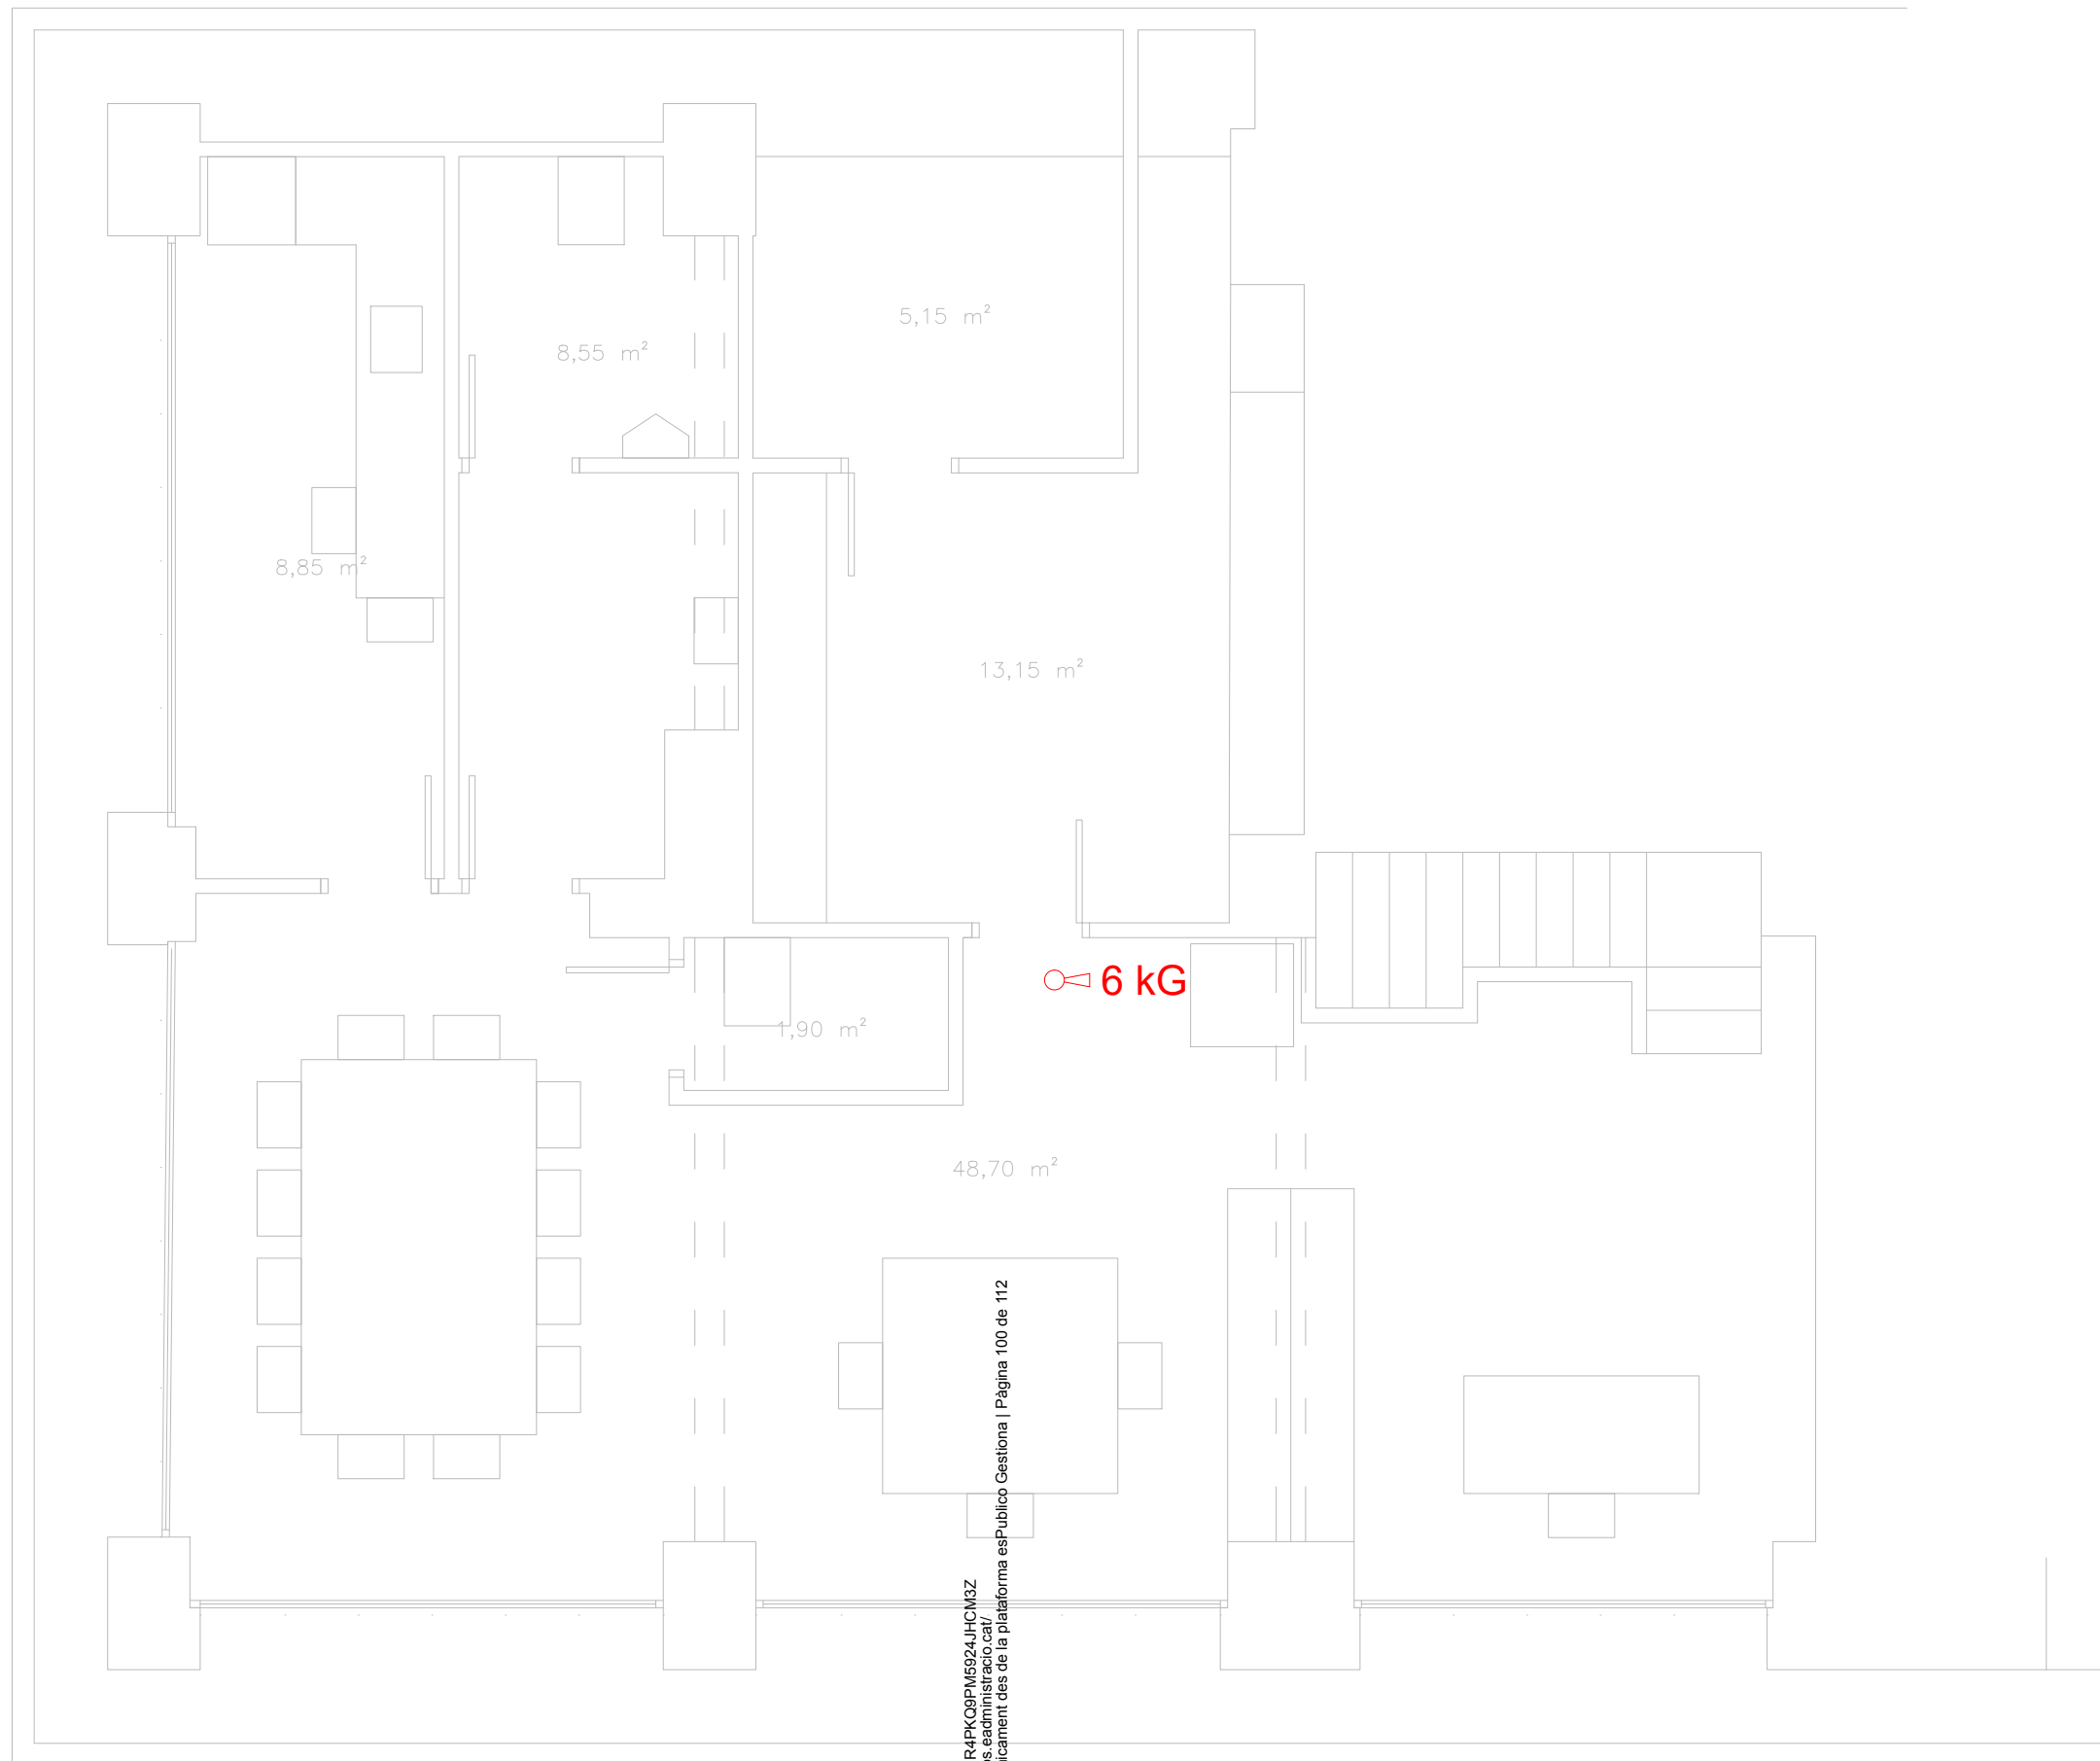 5,15 m²
8,55 m²
8,85 m²
13,15 m²
6 kG
1,90 m²
48,70 m²
R4PKQ9PM5924JHCM3Z
s.eadministracio.cat/
nicament des de la plataforma esPublico Gestiona | Pàgina 100 de 112